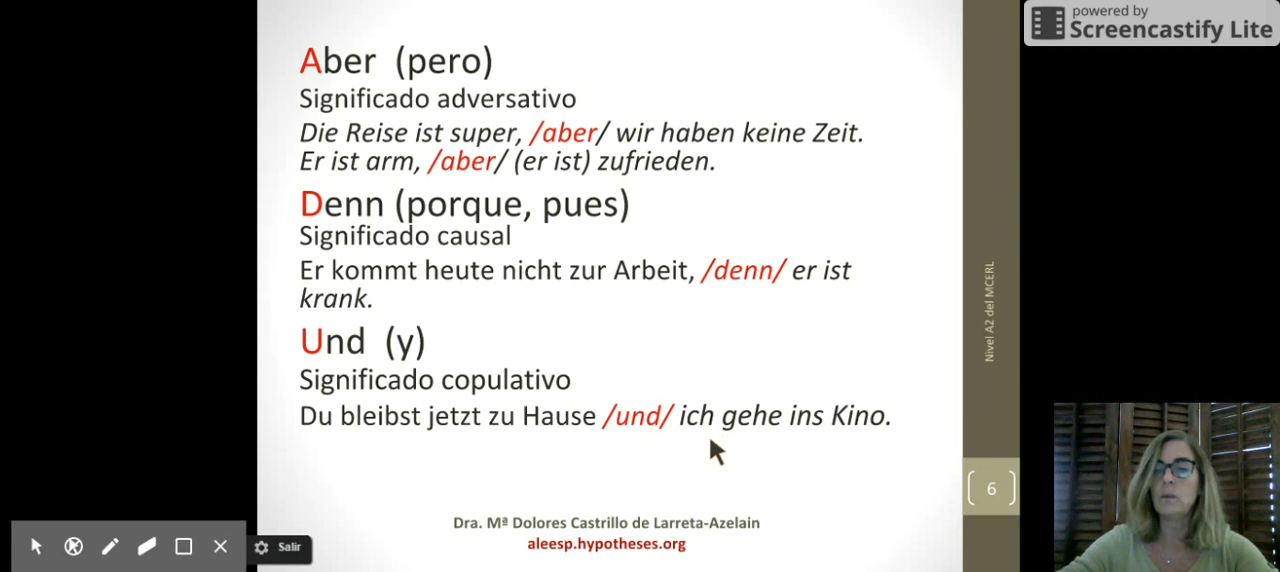 powered by
Screencastify Lite
Aber (pero)
Significado adversativo
Die Reise ist super, /aber/ wir haben keine Zeit.
Er ist arm, /aber/ (er ist) zufrieden.
Denn (porque, pues)
Significado causal
Er kommt heute nicht zur Arbeit, /denn/ er ist
krank.
Und (y)
Significado copulativo
Du bleibst jetzt zu Hause /und/ ich gehe ins Kino.
Nivel A2 del MCERL
6
Dra. Mª Dolores Castrillo de Larreta-Azelain
aleesp.hypotheses.org
Salir